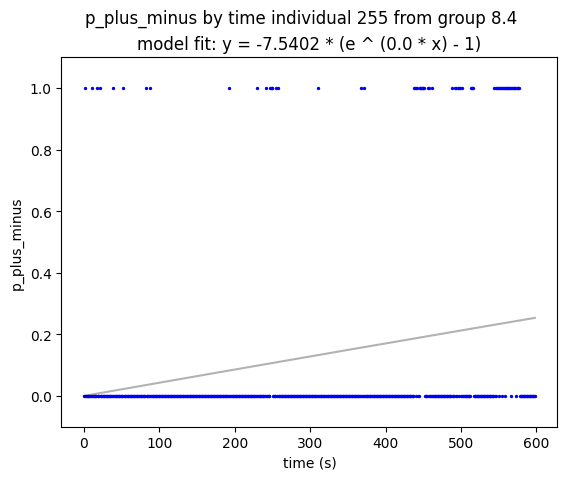 p_plus_minus by time individual 255 from group 8.4
model fit: y = -7.5402 * (e ^ (0.0 * x) - 1)
1.0
0.8
0.6
0.4
0.2
0.0
p_plus_minus
0 100 200 300 400 500 600
time (s)